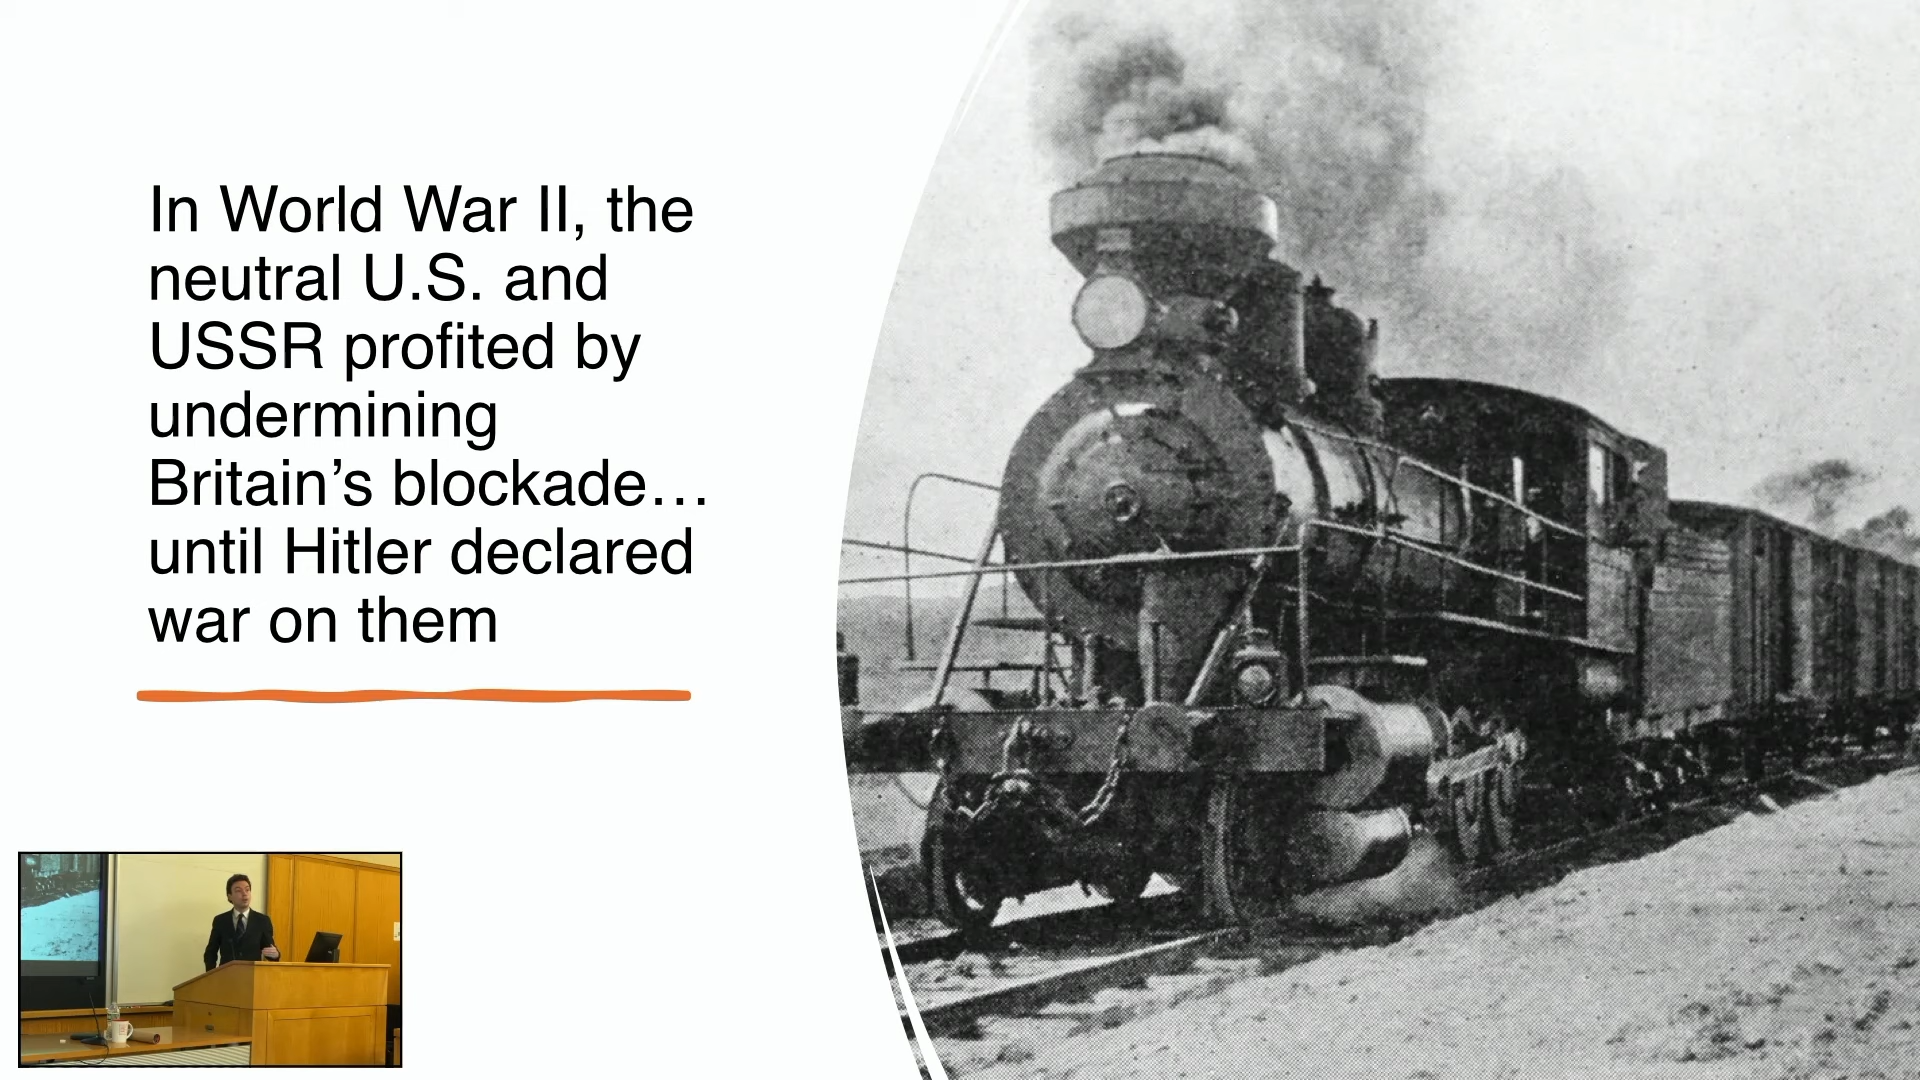 In World War II, the
neutral U.S. and
USSR profited by
undermining
Britain’s blockade…
until Hitler declared
war on them